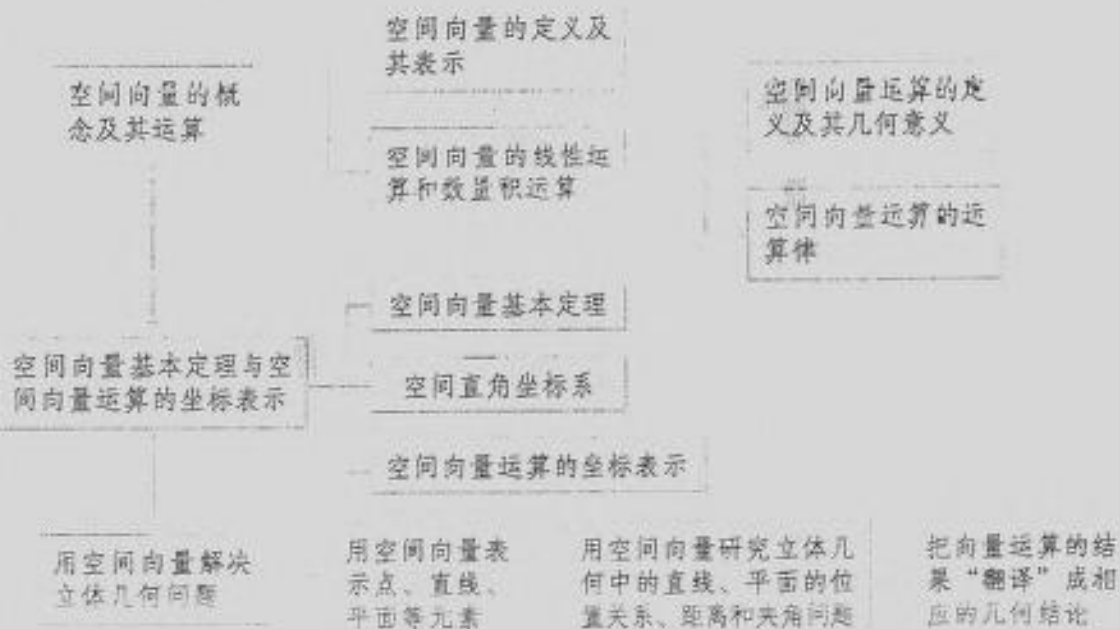 空间向量的定义及
其表示
空间向量的概
念及其运算
空间向量的线性运
算和数量积运算
空间向量运算的定
义及其几何意义
空间向量运算的运
算律
空间向量基本定理
空间向量基本定理与空
间向量运算的坐标表示
空间直角坐标系
空间向量运算的坐标表示
用空间向量解决
立体几何问题
用空间向量表
示点、直线、
平面等元素
用空间向量研究立体几
何中的直线、平面的位
置关系、距离和夹角问题
把向量运算的结
果“翻译”成相
应的几何结论